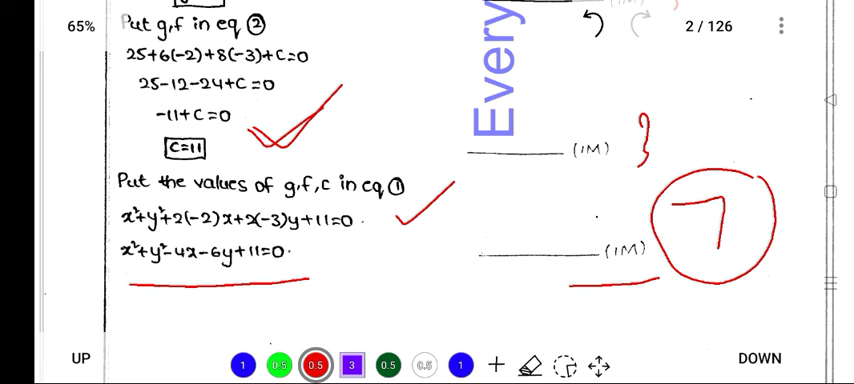 65%
2 / 126
Put g,f in eq ②
25+6(-2)+8(-3)+C=0
25-12-24+C=0
-11+C=0
C=11
(1M)
Every
Put the values of g,f,c in eq ①
x²+y²+2(-2)x+2(-3)y+11=0.
x²+y²-4x-6y+11=0.
(1M)
7
UP
1
0.5
0.5
3
0.5
0.5
1
DOWN